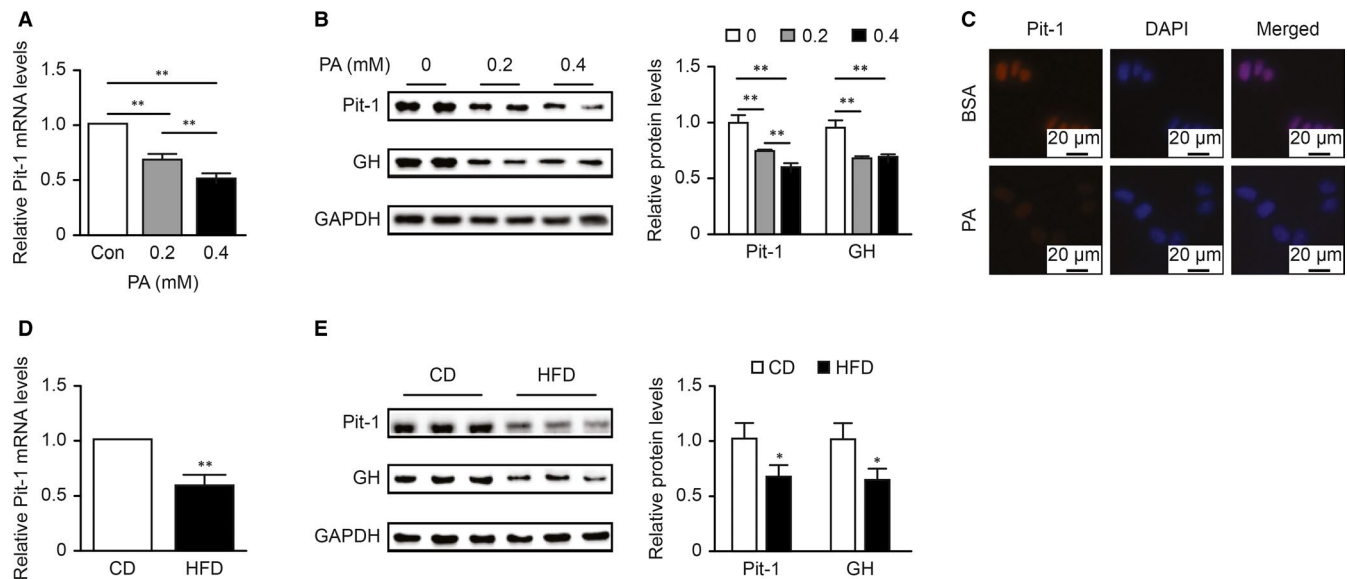 A
Relative Pit-1 mRNA levels
1.5
1.0
0.5
0
**
**
**
Con 0.2 0.4
PA (mM)
B
PA (mM) 0 0.2 0.4
Pit-1
GH
GAPDH
0 0.2 0.4
Relative protein levels
1.5
1.0
0.5
0
** **
** **
**
Pit-1 GH
C
Pit-1 DAPI Merged
BSA
20 µm 20 µm 20 µm
PA
20 µm 20 µm 20 µm
D
Relative Pit-1 mRNA levels
1.5
1.0
0.5
0
**
CD HFD
E
CD HFD
Pit-1
GH
GAPDH
CD HFD
Relative protein levels
1.5
1.0
0.5
0
* *
Pit-1 GH